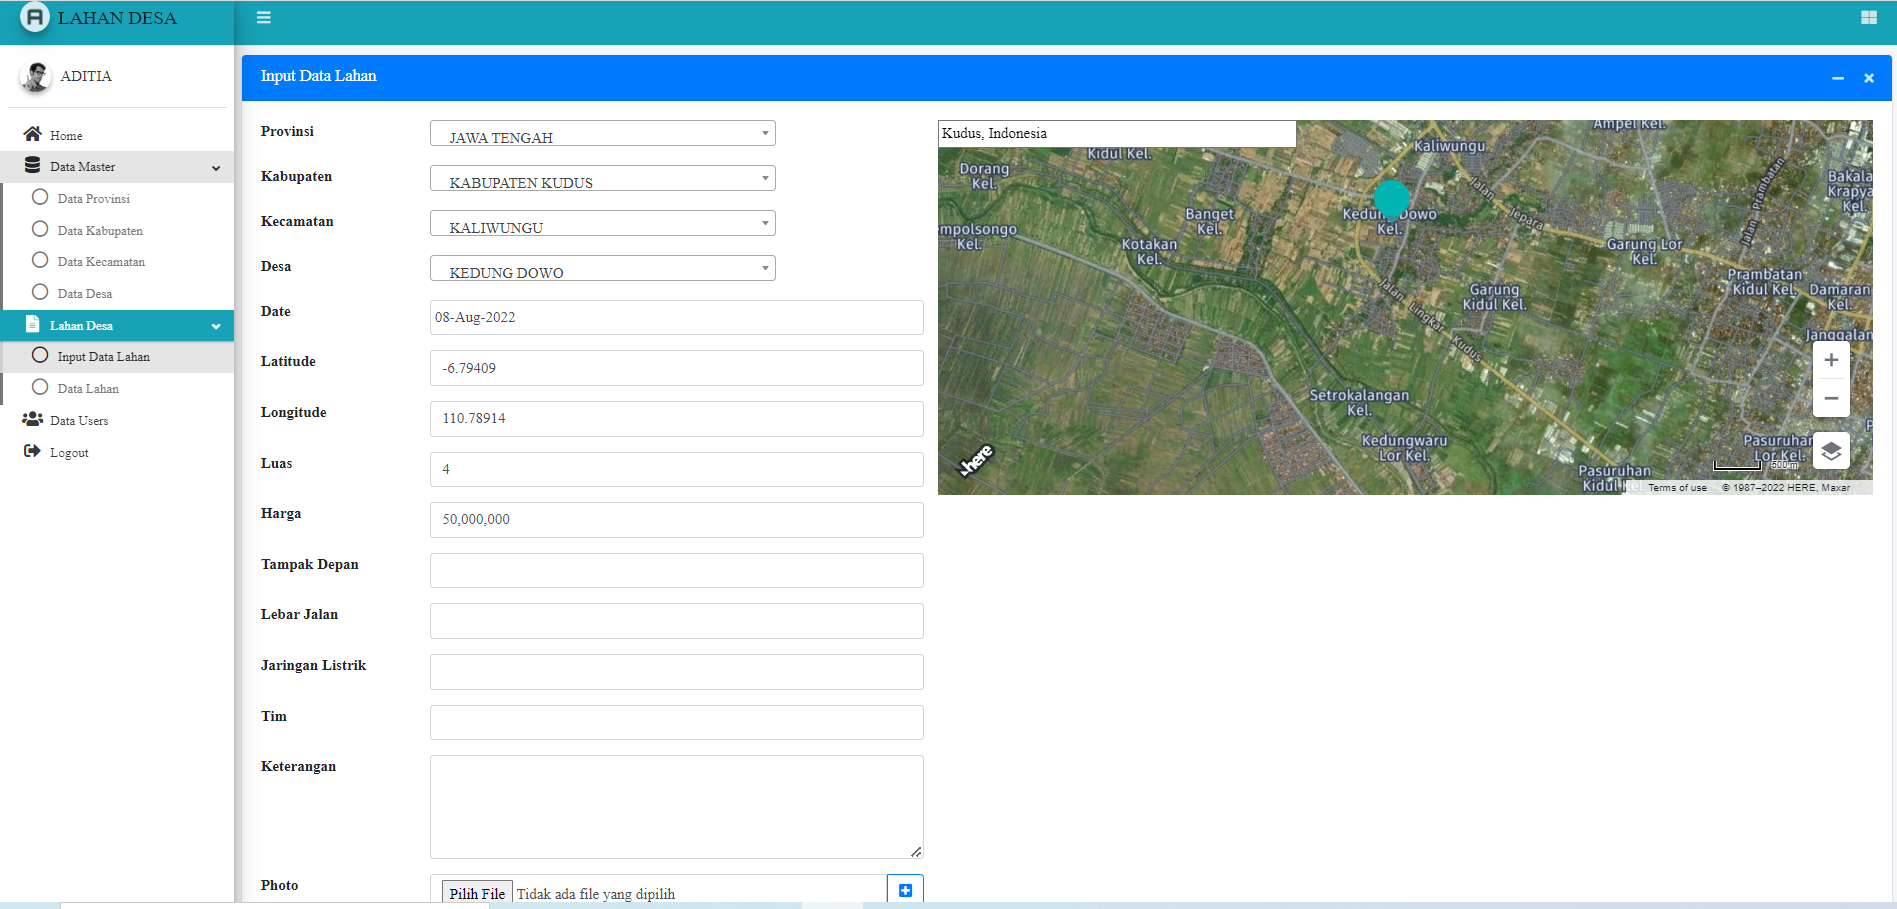 LAHAN DESA
ADITIA
Home
Data Master
Data Provinsi
Data Kabupaten
Data Kecamatan
Data Desa
Lahan Desa
Input Data Lahan
Data Lahan
Data Users
Logout
Input Data Lahan
Provinsi
JAWA TENGAH
Kabupaten
KABUPATEN KUDUS
Kecamatan
KALIWUNGU
Desa
KEDUNG DOWO
Date
08-Aug-2022
Latitude
-6.79409
Longitude
110.78914
Luas
4
Harga
50,000,000
Tampak Depan
Lebar Jalan
Jaringan Listrik
Tim
Keterangan
Photo
Pilih File Tidak ada file yang dipilih
Kudus, Indonesia
Ampel Kel.
Kidul Kel.
Kaliwungu
Dorang
Kel.
Jalan Jepara
Jalan Prambatan
Bakala
Krapya
Kel.
Banget
Kel.
Kedung Dowo
Kel.
empolsongo
Kel.
Kotakan
Kel.
Garung Lor
Kel.
Prambatan
Kidul Kel.
Damaran
Kel.
Garung
Kidul Kel.
Jalan Lingkar Kudus
Janggalan
Kel.
Setrokalangan
Kel.
Kedungwaru
Lor Kel.
Pasuruhan
Lor Kel.
Pasuruhan
Kidul Kel.
here
500 m
Terms of use © 1987–2022 HERE, Maxar